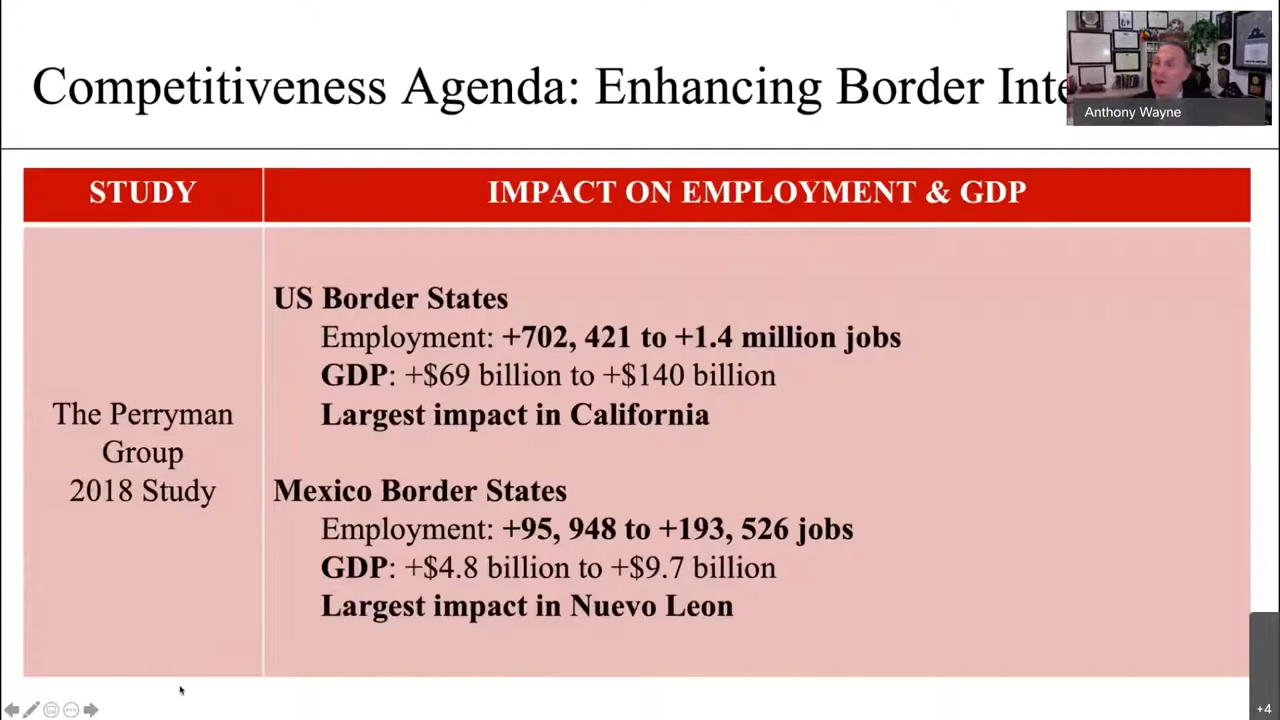 Competitiveness Agenda: Enhancing Border Inte
Anthony Wayne
STUDY
IMPACT ON EMPLOYMENT & GDP
The Perryman
Group
2018 Study
US Border States
Employment: +702, 421 to +1.4 million jobs
GDP: +$69 billion to +$140 billion
Largest impact in California
Mexico Border States
Employment: +95, 948 to +193, 526 jobs
GDP: +$4.8 billion to +$9.7 billion
Largest impact in Nuevo Leon
+4